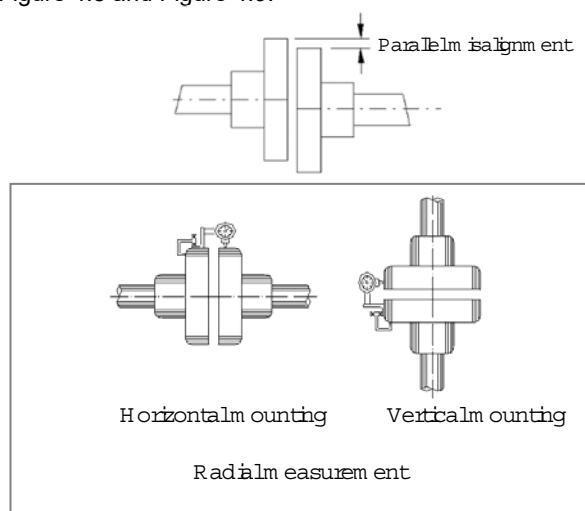 Parallel misalignment
Horizontal mounting
Vertical mounting
Radial measurement